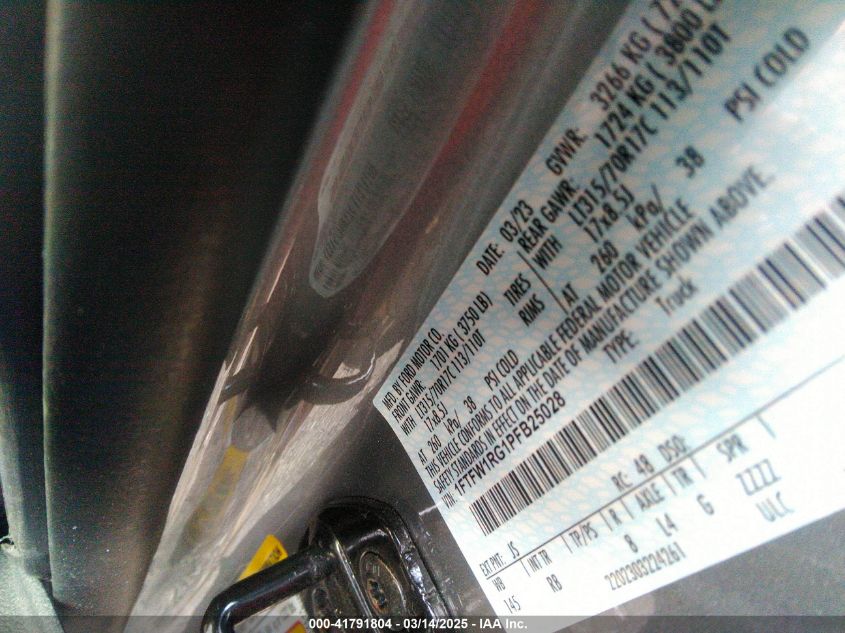 MFD. BY FORD MOTOR CO.
DATE: 03/23 GVWR: 3266 KG
FRONT GAWR: 1701 KG ( 3750 LB) REAR GAWR: 1724 KG ( 3800
LT315/70R17C 113/110T TIRES WITH LT315/70R17C 113/110T
17x8.5J RIMS 17x8.5J
AT 260 kPa/ 38 PSI COLD AT 260 kPa/ 38 PSI COLD
THIS VEHICLE CONFORMS TO ALL APPLICABLE FEDERAL MOTOR VEHICLE
SAFETY STANDARDS IN EFFECT ON THE DATE OF MANUFACTURE SHOWN ABOVE.
VIN: 1FTFW1RG1PFB25028 TYPE: Truck
EXT PNT: J5 RC: 48 DSO:
WB INT TR TP/PS R AXLE TR SPR
145 RB 8 L4 G ZZZZ
2202303224261 ULC
000-41791804 - 03/14/2025 - IAA Inc.